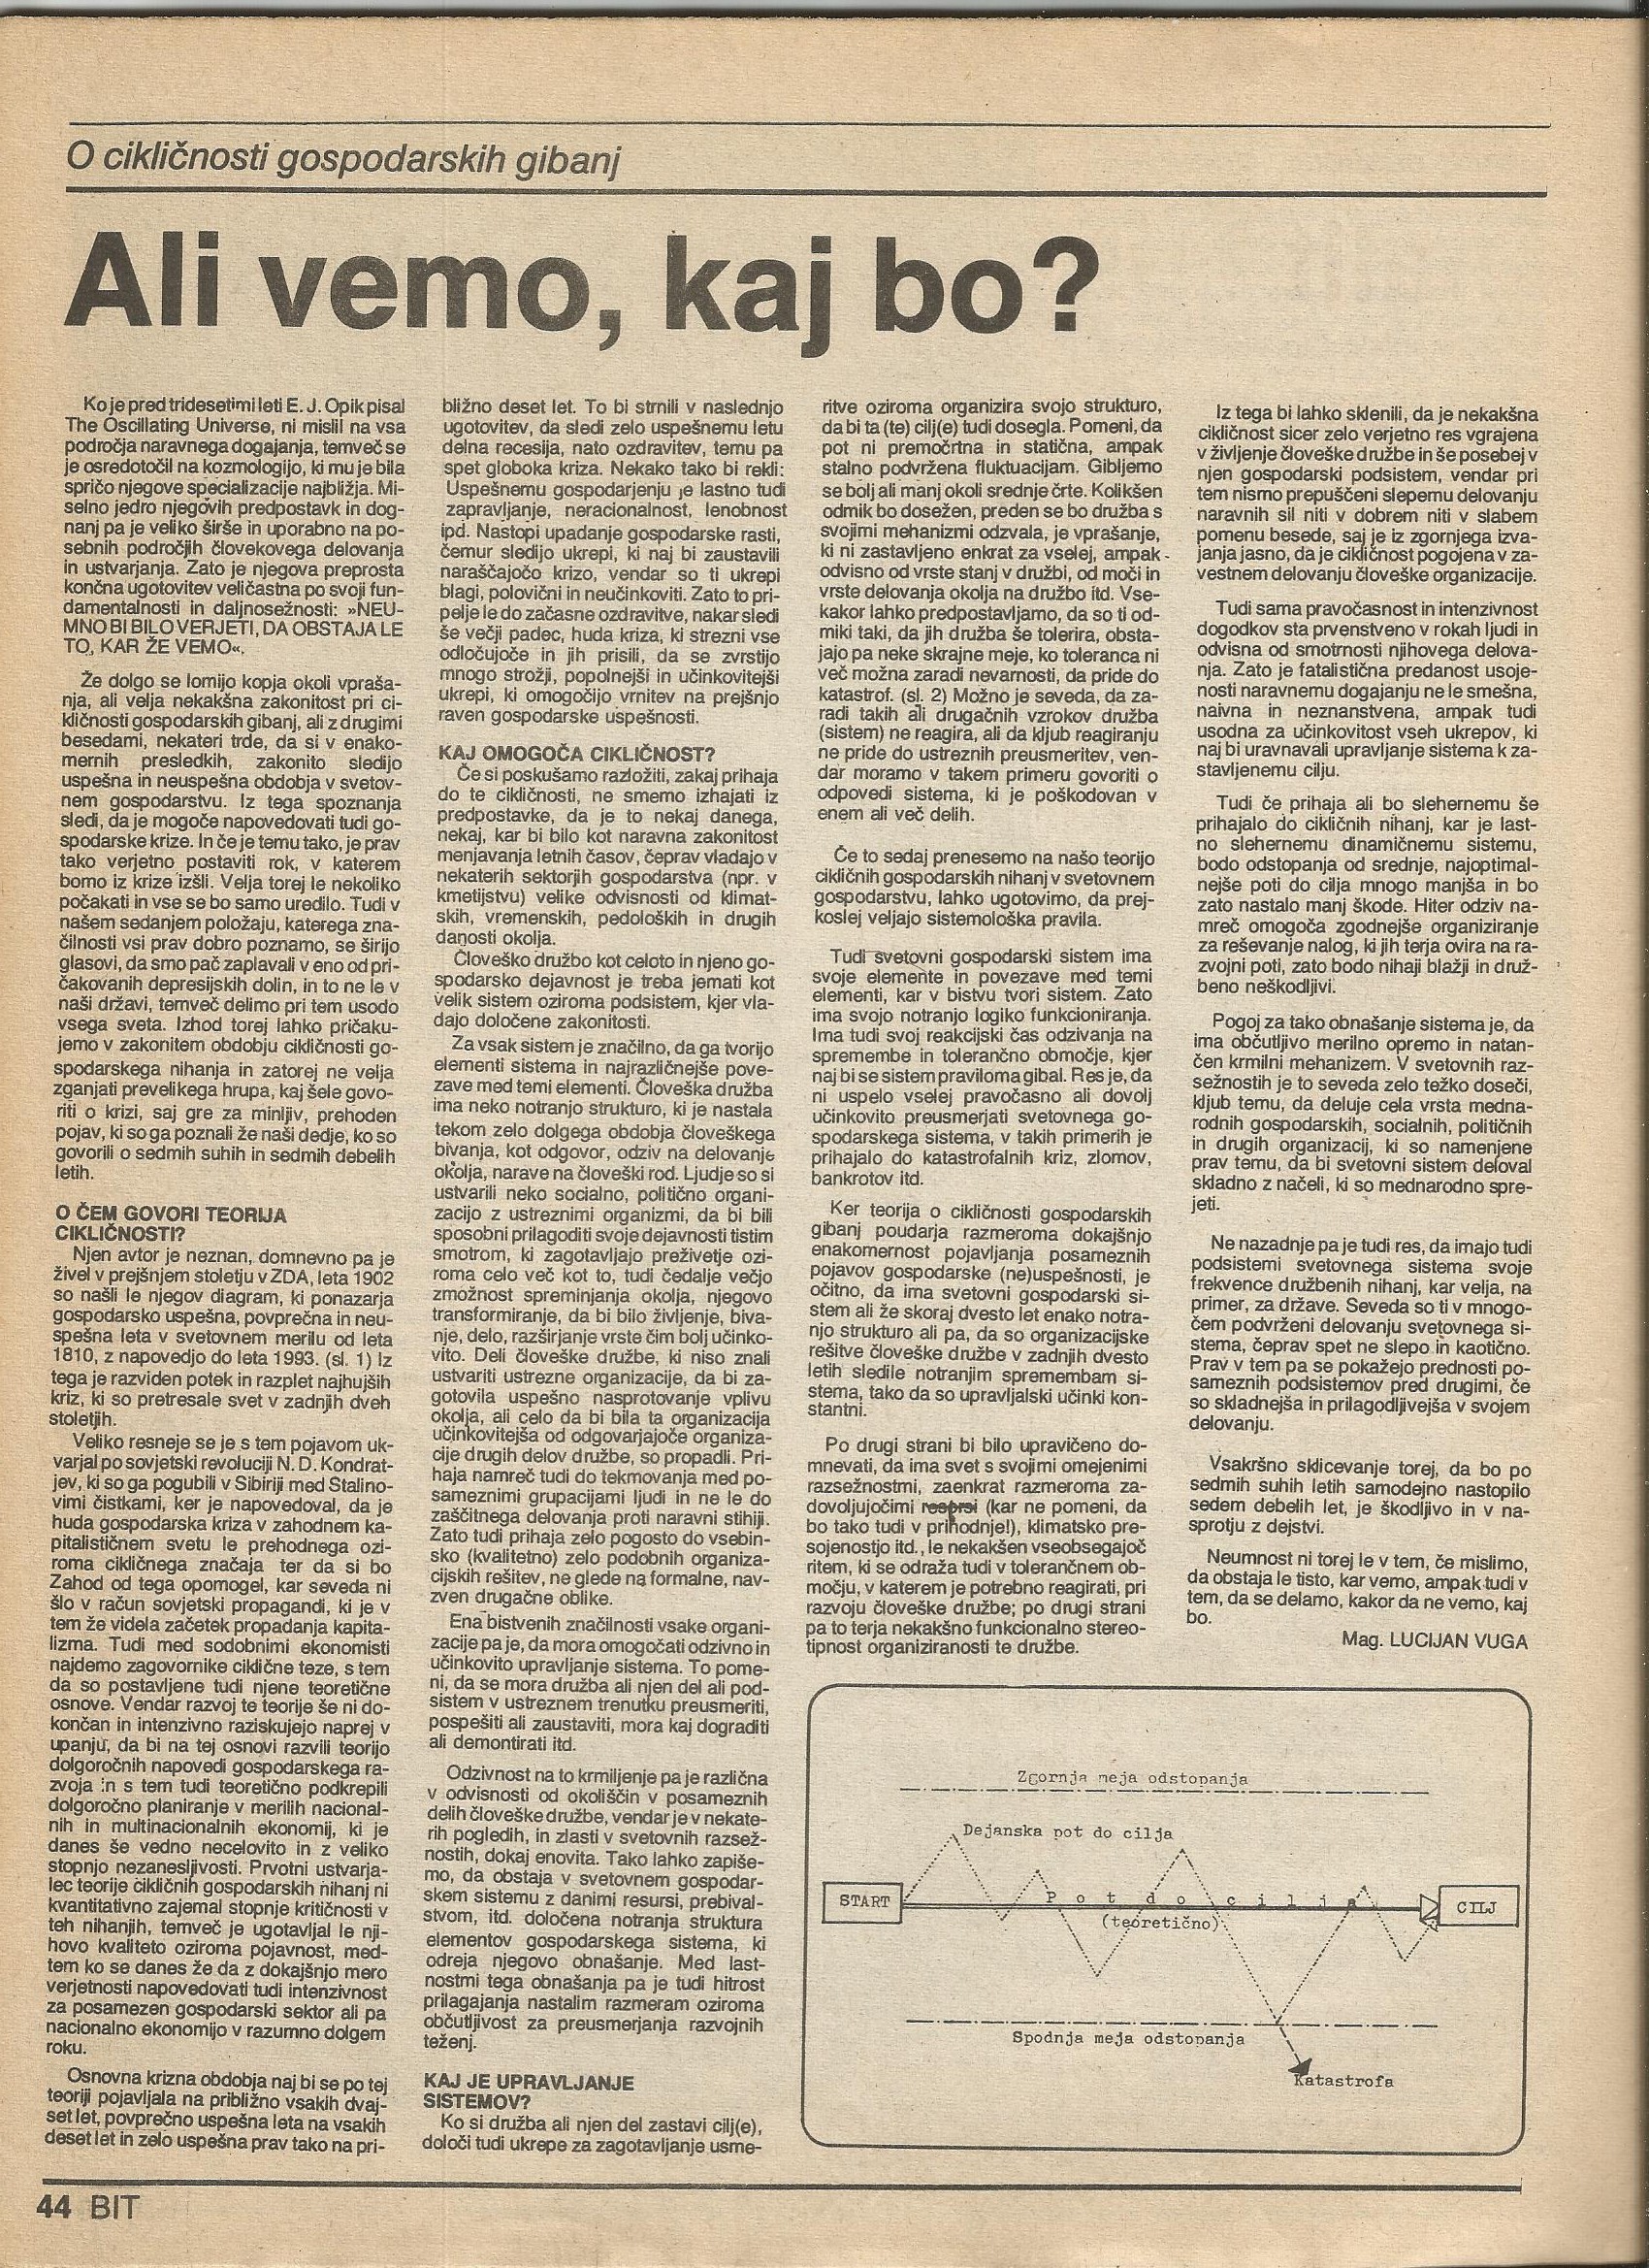 O cikličnosti gospodarskih gibanj
Ali vemo, kaj bo?
Ko je pred tridesetimi leti E. J. Opik pisal
The Oscillating Universe, ni mislil na vsa
področja naravnega dogajanja, temveč se
je osredotočil na kozmologijo, ki mu je bila
spričo njegove specializacije najbližja. Mi-
selno jedro njegovih predpostavk in dog-
nanj pa je veliko širše in uporabno na po-
sebnih področjih človekovega delovanja
in ustvarjanja. Zato je njegova preprosta
končna ugotovitev veličastna po svoji fun-
damentalnosti in daljnosežnosti: »NEU-
MNO BI BILO VERJETI, DA OBSTAJA LE
TO, KAR ŽE VEMO«.
Že dolgo se lomijo kopja okoli vpraša-
nja, ali velja nekakšna zakonitost pri ci-
kličnosti gospodarskih gibanj, ali z drugimi
besedami, nekateri trde, da si v enako-
mernih presledkih, zakonito sledijo
uspešna in neuspešna obdobja v svetov-
nem gospodarstvu. Iz tega spoznanja
sledi, da je mogoče napovedovati tudi go-
spodarske krize. In če je temu tako, je prav
tako verjetno postaviti rok, v katerem
bomo iz krize izšli. Velja torej le nekoliko
počakati in vse se bo samo uredilo. Tudi v
našem sedanjem položaju, katerega zna-
čilnosti vsi prav dobro poznamo, se širijo
glasovi, da smo pač zaplavali v eno od pri-
čakovanih depresijskih dolin, in to ne le v
naši državi, temveč delimo pri tem usodo
vsega sveta. Izhod torej lahko pričaku-
jemo v zakonitem obdobju cikličnosti go-
spodarskega nihanja in zatorej ne velja
zganjati prevelikega hrupa, kaj šele govo-
riti o krizi, saj gre za minljiv, prehoden
pojav, ki so ga poznali že naši dedje, ko so
govorili o sedmih suhih in sedmih debelih
letih.
O ČEM GOVORI TEORIJA
CIKLIČNOSTI?
Njen avtor je neznan, domnevno pa je
živel v prejšnjem stoletju v ZDA, leta 1902
so našli le njegov diagram, ki ponazarja
gospodarsko uspešna, povprečna in neu-
spešna leta v svetovnem merilu od leta
1810, z napovedjo do leta 1993. (sl. 1) Iz
tega je razviden potek in razplet najhujših
kriz, ki so pretresale svet v zadnjih dveh
stoletjih.
Veliko resneje se je s tem pojavom uk-
varjal po sovjetski revoluciji N. D. Kondrat-
jev, ki so ga pogubili v Sibiriji med Stalino-
vimi čistkami, ker je napovedoval, da je
huda gospodarska kriza v zahodnem ka-
pitalističnem svetu le prehodnega ozi-
roma cikličnega značaja ter da si bo
Zahod od tega opomogel, kar seveda ni
šlo v račun sovjetski propagandi, ki je v
tem že videla začetek propadanja kapita-
lizma. Tudi med sodobnimi ekonomisti
najdemo zagovornike ciklične teze, s tem
da so postavljene tudi njene teoretične
osnove. Vendar razvoj te teorije še ni do-
končan in intenzivno raziskujejo naprej v
upanju, da bi na tej osnovi razvili teorijo
dolgoročnih napovedi gospodarskega ra-
zvoja in s tem tudi teoretično podkrepili
dolgoročno planiranje v merilih nacional-
nih in multinacionalnih ekonomij, ki je
danes še vedno necelovito in z veliko
stopnjo nezanesljivosti. Prvotni ustvarja-
lec teorije cikličnih gospodarskih nihanj ni
kvantitativno zajemal stopnje kritičnosti v
teh nihanjih, temveč je ugotavljal le nji-
hovo kvaliteto oziroma pojavnost, med-
tem ko se danes že da z dokajšnjo mero
verjetnosti napovedovati tudi intenzivnost
za posamezen gospodarski sektor ali pa
nacionalno ekonomijo v razumno dolgem
roku.
Osnovna krizna obdobja naj bi se po tej
teoriji pojavljala na približno vsakih dvaj-
set let, povprečno uspešna leta na vsakih
deset let in zelo uspešna prav tako na pri-
bližno deset let. To bi strnili v naslednjo
ugotovitev, da sledi zelo uspešnemu letu
delna recesija, nato ozdravitev, temu pa
spet globoka kriza. Nekako tako bi rekli:
Uspešnemu gospodarjenju je lastno tudi
zapravljanje, neracionalnost, lenobnost
ipd. Nastopi upadanje gospodarske rasti,
čemur sledijo ukrepi, ki naj bi zaustavili
naraščajočo krizo, vendar so ti ukrepi
blagi, polovični in neučinkoviti. Zato to pri-
pelje le do začasne ozdravitve, nakar sledi
še večji padec, huda kriza, ki strezni vse
odločujoče in jih prisili, da se zvrstijo
mnogo strožji, popolnejši in učinkovitejši
ukrepi, ki omogočijo vrnitev na prejšnjo
raven gospodarske uspešnosti.
KAJ OMOGOČA CIKLIČNOST?
Če si poskušamo razložiti, zakaj prihaja
do te cikličnosti, ne smemo izhajati iz
predpostavke, da je to nekaj danega,
nekaj, kar bi bilo kot naravna zakonitost
menjavanja letnih časov, čeprav vladajo v
nekaterih sektorjih gospodarstva (npr. v
kmetijstvu) velike odvisnosti od klimat-
skih, vremenskih, pedoloških in drugih
danosti okolja.
Človeško družbo kot celoto in njeno go-
spodarsko dejavnost je treba jemati kot
velik sistem oziroma podsistem, kjer vla-
dajo določene zakonitosti.
Za vsak sistem je značilno, da ga tvorijo
elementi sistema in najrazličnejše pove-
zave med temi elementi. Človeška družba
ima neko notranjo strukturo, ki je nastala
tekom zelo dolgega obdobja človeškega
bivanja, kot odgovor, odziv na delovanje
okolja, narave na človeški rod. Ljudje so si
ustvarili neko socialno, politično organi-
zacijo z ustreznimi organizmi, da bi bili
sposobni prilagoditi svoje dejavnosti tistim
smotrom, ki zagotavljajo preživetje ozi-
roma celo več kot to, tudi čedalje večjo
zmožnost spreminjanja okolja, njegovo
transformiranje, da bi bilo življenje, biva-
nje, delo, razširjanje vrste čim bolj učinko-
vito. Deli človeške družbe, ki niso znali
ustvariti ustrezne organizacije, da bi za-
gotovila uspešno nasprotovanje vplivu
okolja, ali celo da bi bila ta organizacija
učinkovitejša od odgovarjajoče organiza-
cije drugih delov družbe, so propadli. Pri-
haja namreč tudi do tekmovanja med po-
sameznimi grupacijami ljudi in ne le do
zaščitnega delovanja proti naravni stihiji.
Zato tudi prihaja zelo pogosto do vsebin-
sko (kvalitetno) zelo podobnih organiza-
cijskih rešitev, ne glede na formalne, nav-
zven drugačne oblike.
Ena bistvenih značilnosti vsake organi-
zacije pa je, da mora omogočati odzivno in
učinkovito upravljanje sistema. To pome-
ni, da se mora družba ali njen del ali pod-
sistem v ustreznem trenutku preusmeriti,
pospešiti ali zaustaviti, mora kaj dograditi
ali demontirati itd.
Odzivnost na to krmiljenje pa je različna
v odvisnosti od okoliščin v posameznih
delih človeške družbe, vendar je v nekate-
rih pogledih, in zlasti v svetovnih razsež-
nostih, dokaj enovita. Tako lahko zapiše-
mo, da obstaja v svetovnem gospodar-
skem sistemu z danimi resursi, prebival-
stvom, itd. določena notranja struktura
elementov gospodarskega sistema, ki
odreja njegovo obnašanje. Med last-
nostmi tega obnašanja pa je tudi hitrost
prilagajanja nastalim razmeram oziroma
občutljivost za preusmerjanja razvojnih
teženj.
KAJ JE UPRAVLJANJE
SISTEMOV?
Ko si družba ali njen del zastavi cilj(e),
določi tudi ukrepe za zagotavljanje usme-
ritve oziroma organizira svojo strukturo,
da bi ta (te) cilj(e) tudi dosegla. Pomeni, da
pot ni premočrtna in statična, ampak
stalno podvržena fluktuacijam. Gibljemo
se bolj ali manj okoli srednje črte. Kolikšen
odmik bo dosežen, preden se bo družba s
svojimi mehanizmi odzvala, je vprašanje,
ki ni zastavljeno enkrat za vselej, ampak
odvisno od vrste stanj v družbi, od moči in
vrste delovanja okolja na družbo itd. Vse-
kakor lahko predpostavljamo, da so ti od-
miki taki, da jih družba še tolerira, obsta-
jajo pa neke skrajne meje, ko toleranca ni
več možna zaradi nevarnosti, da pride do
katastrof. (sl. 2) Možno je seveda, da za-
radi takih ali drugačnih vzrokov družba
(sistem) ne reagira, ali da kljub reagiranju
ne pride do ustreznih preusmeritev, ven-
dar moramo v takem primeru govoriti o
odpovedi sistema, ki je poškodovan v
enem ali več delih.
Če to sedaj prenesemo na našo teorijo
cikličnih gospodarskih nihanj v svetovnem
gospodarstvu, lahko ugotovimo, da prej-
koslej veljajo sistemološka pravila.
Tudi svetovni gospodarski sistem ima
svoje elemente in povezave med temi
elementi, kar v bistvu tvori sistem. Zato
ima svojo notranjo logiko funkcioniranja.
Ima tudi svoj reakcijski čas odzivanja na
spremembe in tolerančno območje, kjer
naj bi se sistem praviloma gibal. Res je, da
ni uspelo vselej pravočasno ali dovolj
učinkovito preusmerjati svetovnega go-
spodarskega sistema, v takih primerih je
prihajalo do katastrofalnih kriz, zlomov,
bankrotov itd.
Ker teorija o cikličnosti gospodarskih
gibanj poudarja razmeroma dokajšnjo
enakomernost pojavljanja posameznih
pojavov gospodarske (ne)uspešnosti, je
očitno, da ima svetovni gospodarski si-
stem ali že skoraj dvesto let enako notra-
njo strukturo ali pa, da so organizacijske
rešitve človeške družbe v zadnjih dvesto
letih sledile notranjim spremembam si-
stema, tako da so upravljalski učinki kon-
stantni.
Po drugi strani bi bilo upravičeno do-
mnevati, da ima svet s svojimi omejenimi
razsežnostmi, zaenkrat razmeroma za-
dovoljujočimi (kar ne pomeni, da
bo tako tudi v prihodnje!), klimatsko pre-
sojenostjo itd., le nekakšen vseobsegajoč
ritem, ki se odraža tudi v tolerančnem ob-
močju, v katerem je potrebno reagirati, pri
razvoju človeške družbe; po drugi strani
pa to terja nekakšno funkcionalno stereo-
tipnost organiziranosti te družbe.
Iz tega bi lahko sklenili, da je nekakšna
cikličnost sicer zelo verjetno res vgrajena
v življenje človeške družbe in še posebej v
njen gospodarski podsistem, vendar pri
tem nismo prepuščeni slepemu delovanju
naravnih sil niti v dobrem niti v slabem
pomenu besede, saj je iz zgornjega izva-
janja jasno, da je cikličnost pogojena v za-
vestnem delovanju človeške organizacije.
Tudi sama pravočasnost in intenzivnost
dogodkov sta prvenstveno v rokah ljudi in
odvisna od smotrnosti njihovega delova-
nja. Zato je fatalistična predanost usoje-
nosti naravnemu dogajanju ne le smešna,
naivna in neznanstvena, ampak tudi
usodna za učinkovitost vseh ukrepov, ki
naj bi uravnavali upravljanje sistema k za-
stavljenemu cilju.
Tudi če prihaja ali bo slehernemu še
prihajalo do cikličnih nihanj, kar je last-
no slehernemu dinamičnemu sistemu,
bodo odstopanja od srednje, najoptimal-
nejše poti do cilja mnogo manjša in bo
zato nastalo manj škode. Hiter odziv na-
mreč omogoča zgodnejše organiziranje
za reševanje nalog, ki jih terja ovira na ra-
zvojni poti, zato bodo nihaji blažji in druž-
beno neškodljivi.
Pogoj za tako obnašanje sistema je, da
ima občutljivo merilno opremo in natan-
čen krmilni mehanizem. V svetovnih raz-
sežnostih je to seveda zelo težko doseči,
kljub temu, da deluje cela vrsta medna-
rodnih gospodarskih, socialnih, političnih
in drugih organizacij, ki so namenjene
prav temu, da bi svetovni sistem deloval
skladno z načeli, ki so mednarodno spre-
jeti.
Ne nazadnje pa je tudi res, da imajo tudi
podsistemi svetovnega sistema svoje
frekvence družbenih nihanj, kar velja, na
primer, za države. Seveda so ti v mnogo-
čem podvrženi delovanju svetovnega si-
stema, čeprav spet ne slepo in kaotično.
Prav v tem pa se pokažejo prednosti po-
sameznih podsistemov pred drugimi, če
so skladnejša in prilagodljivejša v svojem
delovanju.
Vsakršno sklicevanje torej, da bo po
sedmih suhih letih samodejno nastopilo
sedem debelih let, je škodljivo in v na-
sprotju z dejstvi.
Neumnost ni torej le v tem, če mislimo,
da obstaja le tisto, kar vemo, ampak tudi v
tem, da se delamo, kakor da ne vemo, kaj
bo.
Mag. LUCIJAN VUGA
Zgornja meja odstopanja
Dejanska pot do cilja
START
Pot do cilja
CILJ
(teoretično)
Spodnja meja odstopanja
Katastrofa
44 BIT